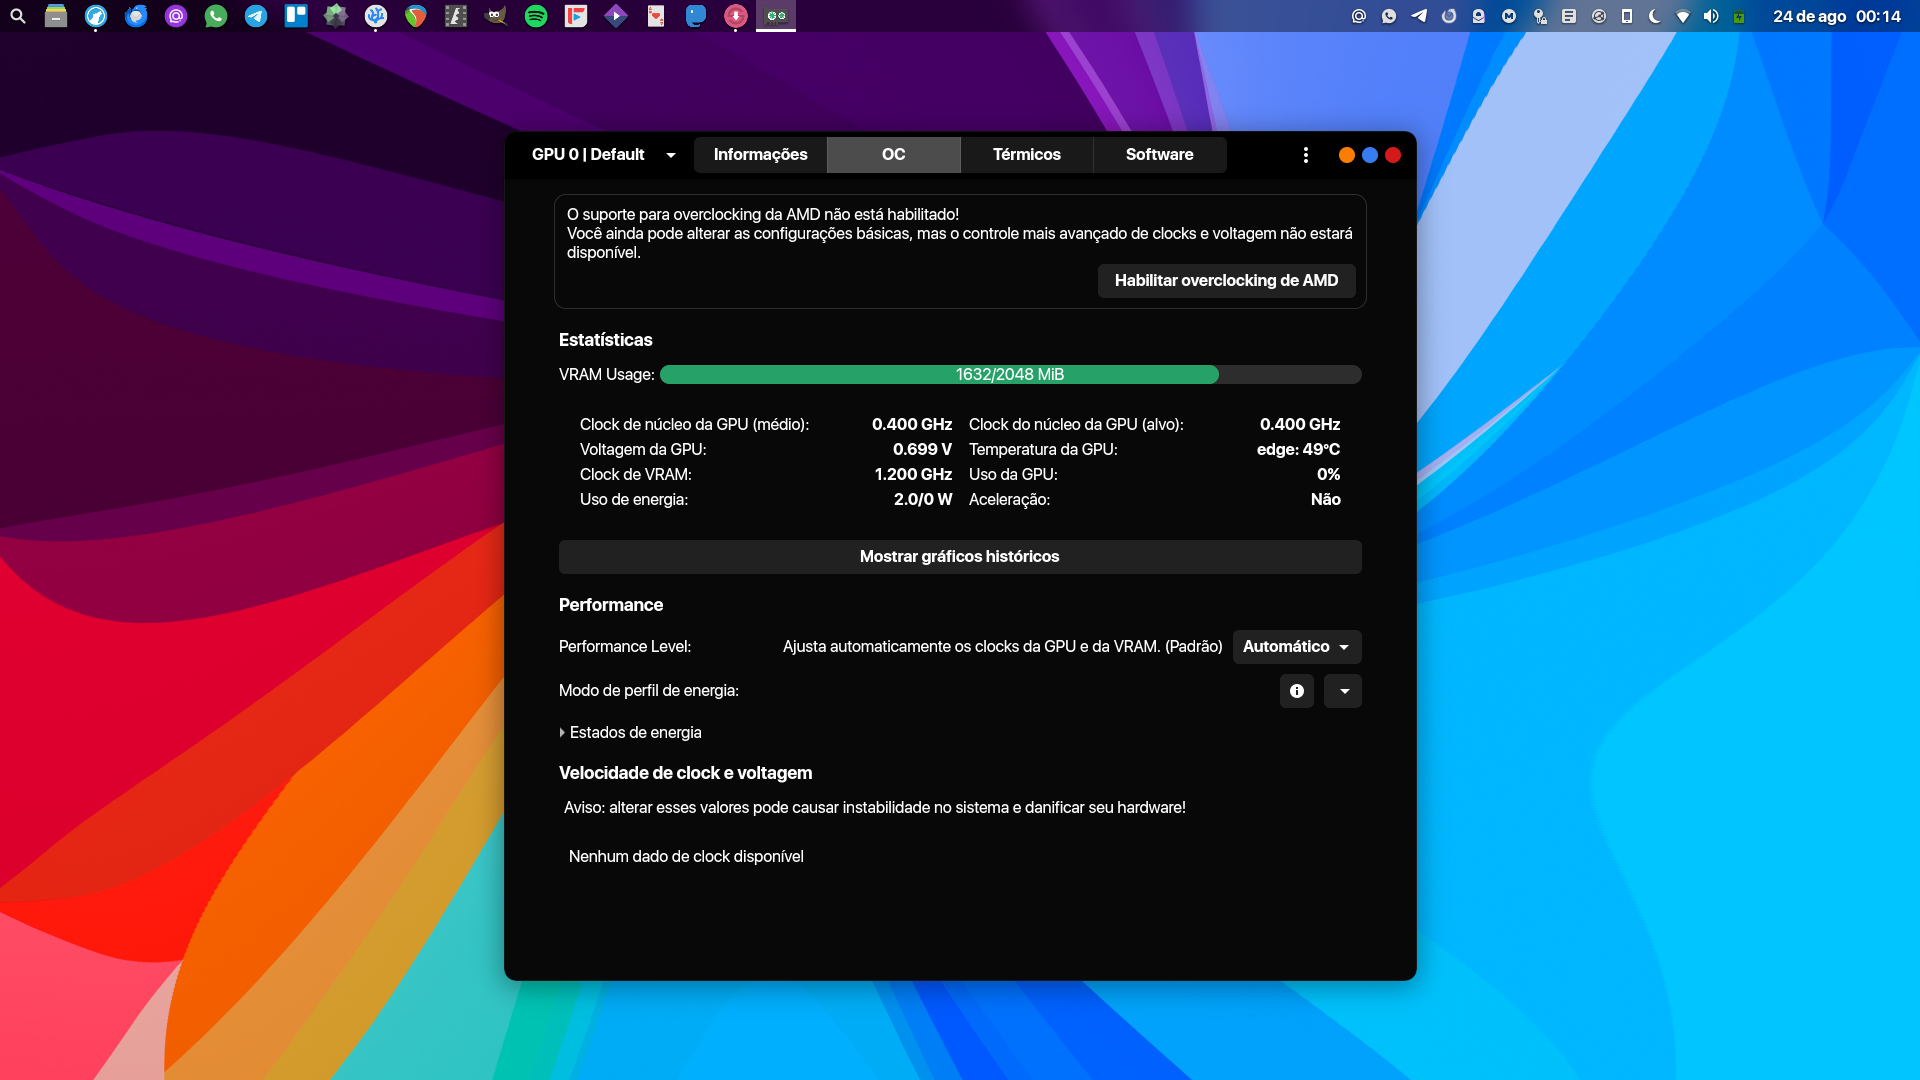 24 de ago 00:14
GPU 0 | Default
Informações
OC
Térmicos
Software
O suporte para overclocking da AMD não está habilitado!
Você ainda pode alterar as configurações básicas, mas o controle mais avançado de clocks e voltagem não estará
disponível.
Habilitar overclocking de AMD
Estatísticas
VRAM Usage: 1632/2048 MiB
Clock de núcleo da GPU (médio): 0.400 GHz Clock do núcleo da GPU (alvo): 0.400 GHz
Voltagem da GPU: 0.699 V Temperatura da GPU: edge: 49°C
Clock de VRAM: 1.200 GHz Uso da GPU: 0%
Uso de energia: 2.0/0 W Aceleração: Não
Mostrar gráficos históricos
Performance
Performance Level: Ajusta automaticamente os clocks da GPU e da VRAM. (Padrão) Automático
Modo de perfil de energia:
Estados de energia
Velocidade de clock e voltagem
Aviso: alterar esses valores pode causar instabilidade no sistema e danificar seu hardware!
Nenhum dado de clock disponível